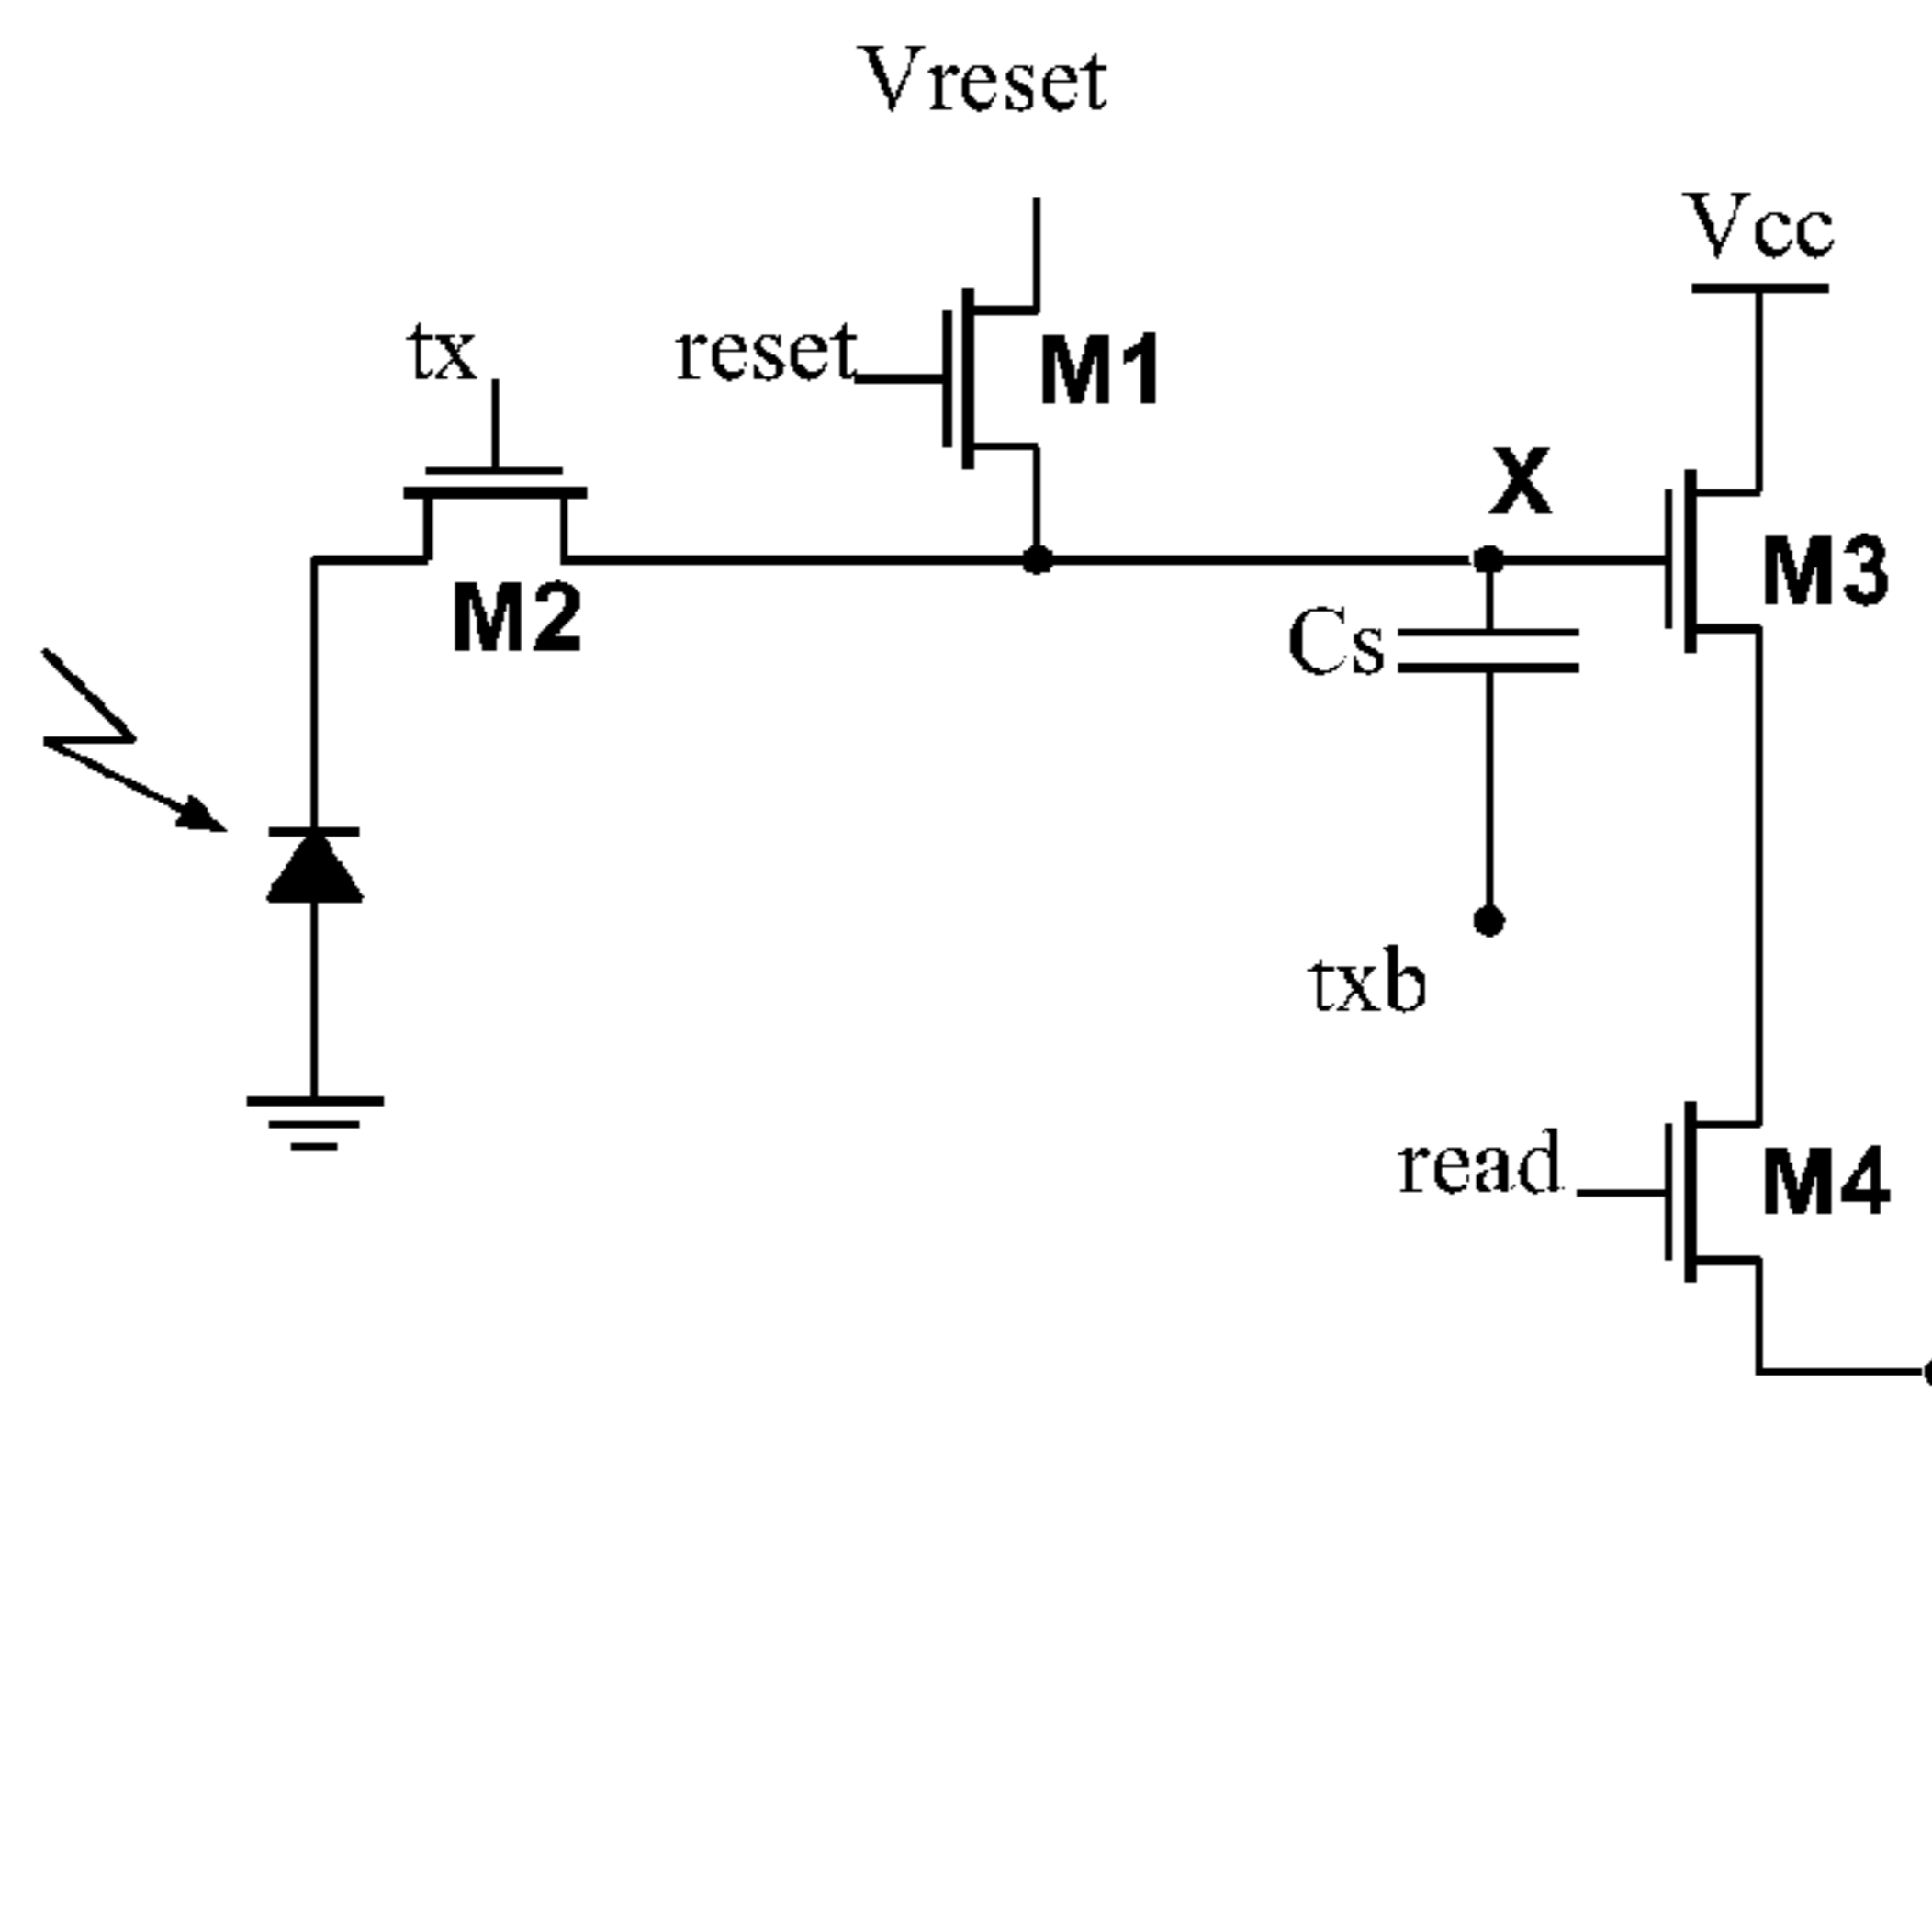 Vreset
Vcc
tx
reset
M1
X
M2
M3
Cs
txb
read
M4